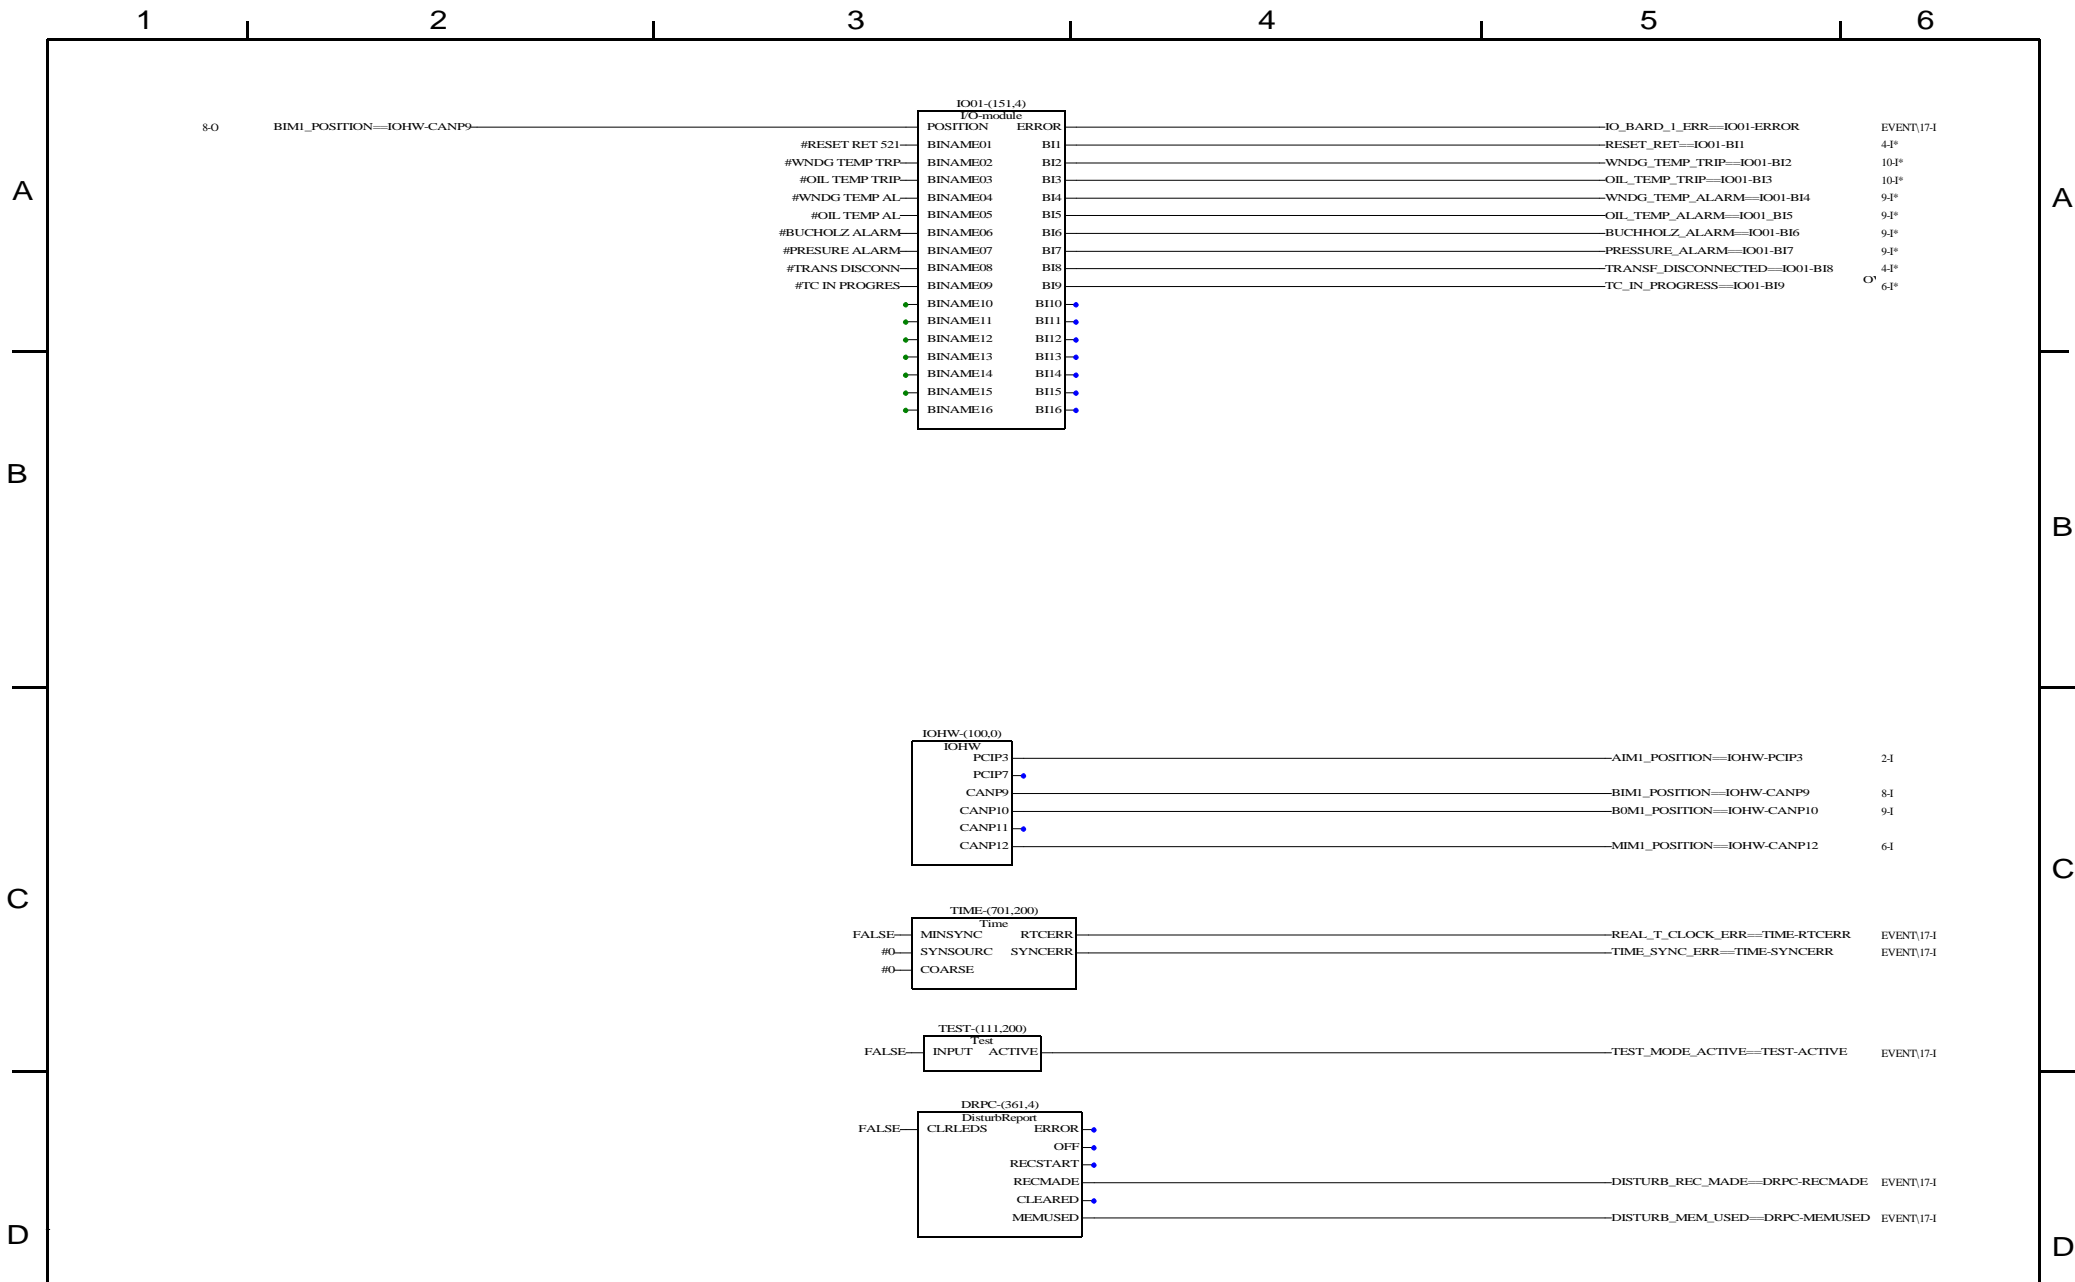 1 2 3 4 5 6
IO01-(151,4)
I/O-module
8-O BIM1_POSITION==IOHW-CANP9 POSITION ERROR IO_BARD_1_ERR==IO01-ERROR EVENT\17-I
#RESET RET 521 BINAME01 BI1 RESET_RET==IO01-BI1 4-I*
#WNDG TEMP TRP BINAME02 BI2 WNDG_TEMP_TRIP==IO01-BI2 10-I*
#OIL TEMP TRIP BINAME03 BI3 OIL_TEMP_TRIP==IO01-BI3 10-I*
A #WNDG TEMP AL BINAME04 BI4 WNDG_TEMP_ALARM==IO01-BI4 9-I* A
#OIL TEMP AL BINAME05 BI5 OIL_TEMP_ALARM==IO01_BI5 9-I*
#BUCHOLZ ALARM BINAME06 BI6 BUCHHOLZ_ALARM==IO01-BI6 9-I*
#PRESURE ALARM BINAME07 BI7 PRESSURE_ALARM==IO01-BI7 9-I*
#TRANS DISCONN BINAME08 BI8 TRANSF_DISCONNECTED==IO01-BI8 4-I*
#TC IN PROGRES BINAME09 BI9 TC_IN_PROGRESS==IO01-BI9 6-I*
BINAME10 BI10
BINAME11 BI11
BINAME12 BI12
BINAME13 BI13
BINAME14 BI14
BINAME15 BI15
BINAME16 BI16
B B
IOHW-(100,0)
IOHW
PCIP3 AIM1_POSITION==IOHW-PCIP3 2-I
PCIP7
CANP9 BIM1_POSITION==IOHW-CANP9 8-I
CANP10 B0M1_POSITION==IOHW-CANP10 9-I
CANP11
CANP12 MIM1_POSITION==IOHW-CANP12 6-I
C C
TIME-(701,200)
Time
FALSE MINSYNC RTCERR REAL_T_CLOCK_ERR==TIME-RTCERR EVENT\17-I
#0 SYNSOURC SYNCERR TIME_SYNC_ERR==TIME-SYNCERR EVENT\17-I
#0 COARSE
TEST-(111,200)
Test
FALSE INPUT ACTIVE TEST_MODE_ACTIVE==TEST-ACTIVE EVENT\17-I
DRPC-(361,4)
DisturbReport
FALSE CLRLEDS ERROR
OFF
RECSTART
RECMADE DISTURB_REC_MADE==DRPC-RECMADE EVENT\17-I
CLEARED
MEMUSED DISTURB_MEM_USED==DRPC-MEMUSED EVENT\17-I
D D